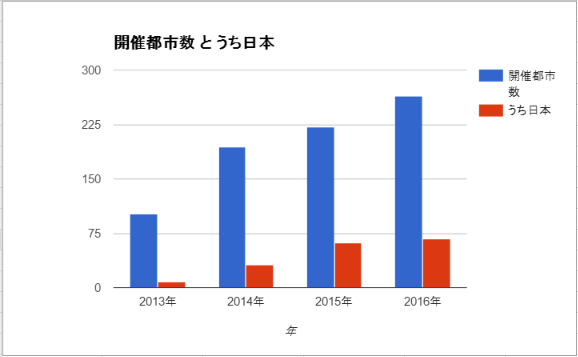 開催都市数 とうち日本
300
225
150
75
0
2013年
2014年
2015年
2016年
年
開催都市
数
うち日本